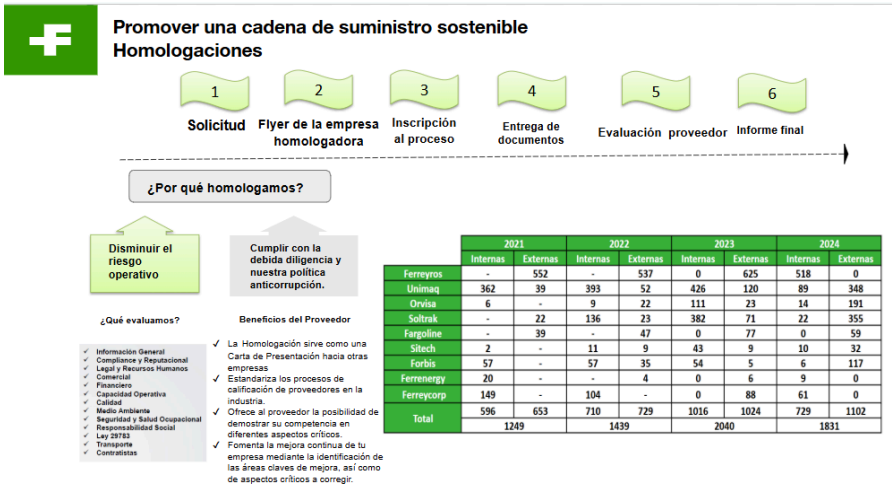 Promover una cadena de suministro sostenible
Homologaciones
1
2
3
4
5
6
Solicitud
Flyer de la empresa
homologadora
Inscripción
al proceso
Entrega de
documentos
Evaluación proveedor
Informe final
¿Por qué homologamos?
Disminuir el
riesgo
operativo
Cumplir con la
debida diligencia y
nuestra política
anticorrupción.
¿Qué evaluamos?
✓ Información General
✓ Compliance y Reputacional
✓ Legal y Recursos Humanos
✓ Comercial
✓ Financiero
✓ Capacidad Operativa
✓ Calidad
✓ Medio Ambiente
✓ Seguridad y Salud Ocupacional
✓ Responsabilidad Social
✓ Ley 29783
✓ Transporte
✓ Contratistas
Beneficios del Proveedor
✓ La Homologación sirve como una
Carta de Presentación hacia otras
empresas
✓ Estandariza los procesos de
calificación de proveedores en la
industria.
✓ Ofrece al proveedor la posibilidad de
demostrar su competencia en
diferentes aspectos críticos.
✓ Fomenta la mejora continua de tu
empresa mediante la identificación de
las áreas claves de mejora, así como
de aspectos críticos a corregir.
2021 2022 2023 2024
Internas Externas Internas Externas Internas Externas Internas Externas
Ferreyros - 552 - 537 0 625 518 0
Unimaq 362 39 393 52 426 120 89 348
Orvisa 6 - 9 22 111 23 14 191
Soltrak - 22 136 23 382 71 22 355
Fargoline - 39 - 47 0 77 0 59
Sitech 2 - 11 9 43 9 10 32
Forbis 57 - 57 35 54 5 6 117
Ferrenergy 20 - - 4 0 6 9 0
Ferreycorp 149 - 104 - 0 88 61 0
Total 596 653 710 729 1016 1024 729 1102
1249 1439 2040 1831